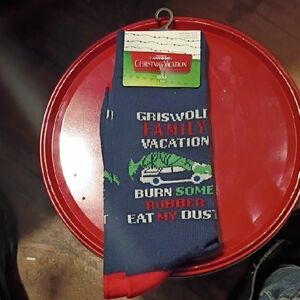 CHRISTMAS VACATION
GRISWOLD
FAMILY
VACATION
BURN SOME
RUBBER
EAT MY DUST